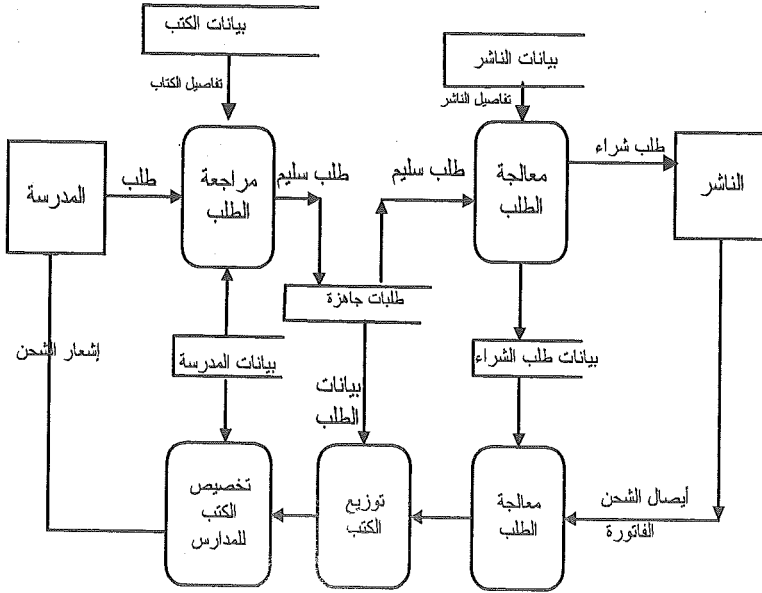 بيانات الكتب
بيانات الناشر
تفاصيل الكتاب
تفاصيل الناشر
المدرسة
طلب
مراجعة
الطلب
طلب سليم
طلب سليم
معالجة
الطلب
طلب شراء
الناشر
طلبات جاهزة
إشعار الشحن
بيانات المدرسة
بيانات
الطلب
بيانات طلب الشراء
تخصيص
الكتب
للمدارس
توزيع
الكتب
معالجة
الطلب
أيصال الشحن
الفاتورة